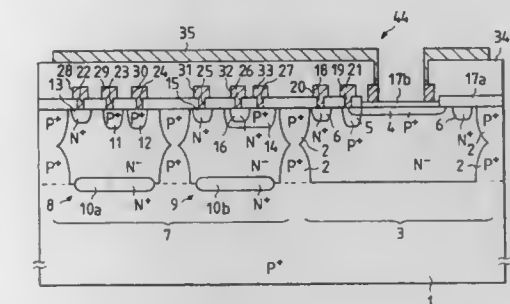 44
35
34
28 22 29 23 30 24 31 25 32 26 33 27 18 19 21 17b 17a
13 15 20
P+ N+ P+ P+ P+ P+ N+ P+ P+ N+ 6 5 4 P+ 6 N+ P+
11 12 16 14 2 P+ 2
P+ N- P+ P+ N- P+ P+ N- P+
2 2
8 10a N+ 9 10b N+
7 3
P+
1